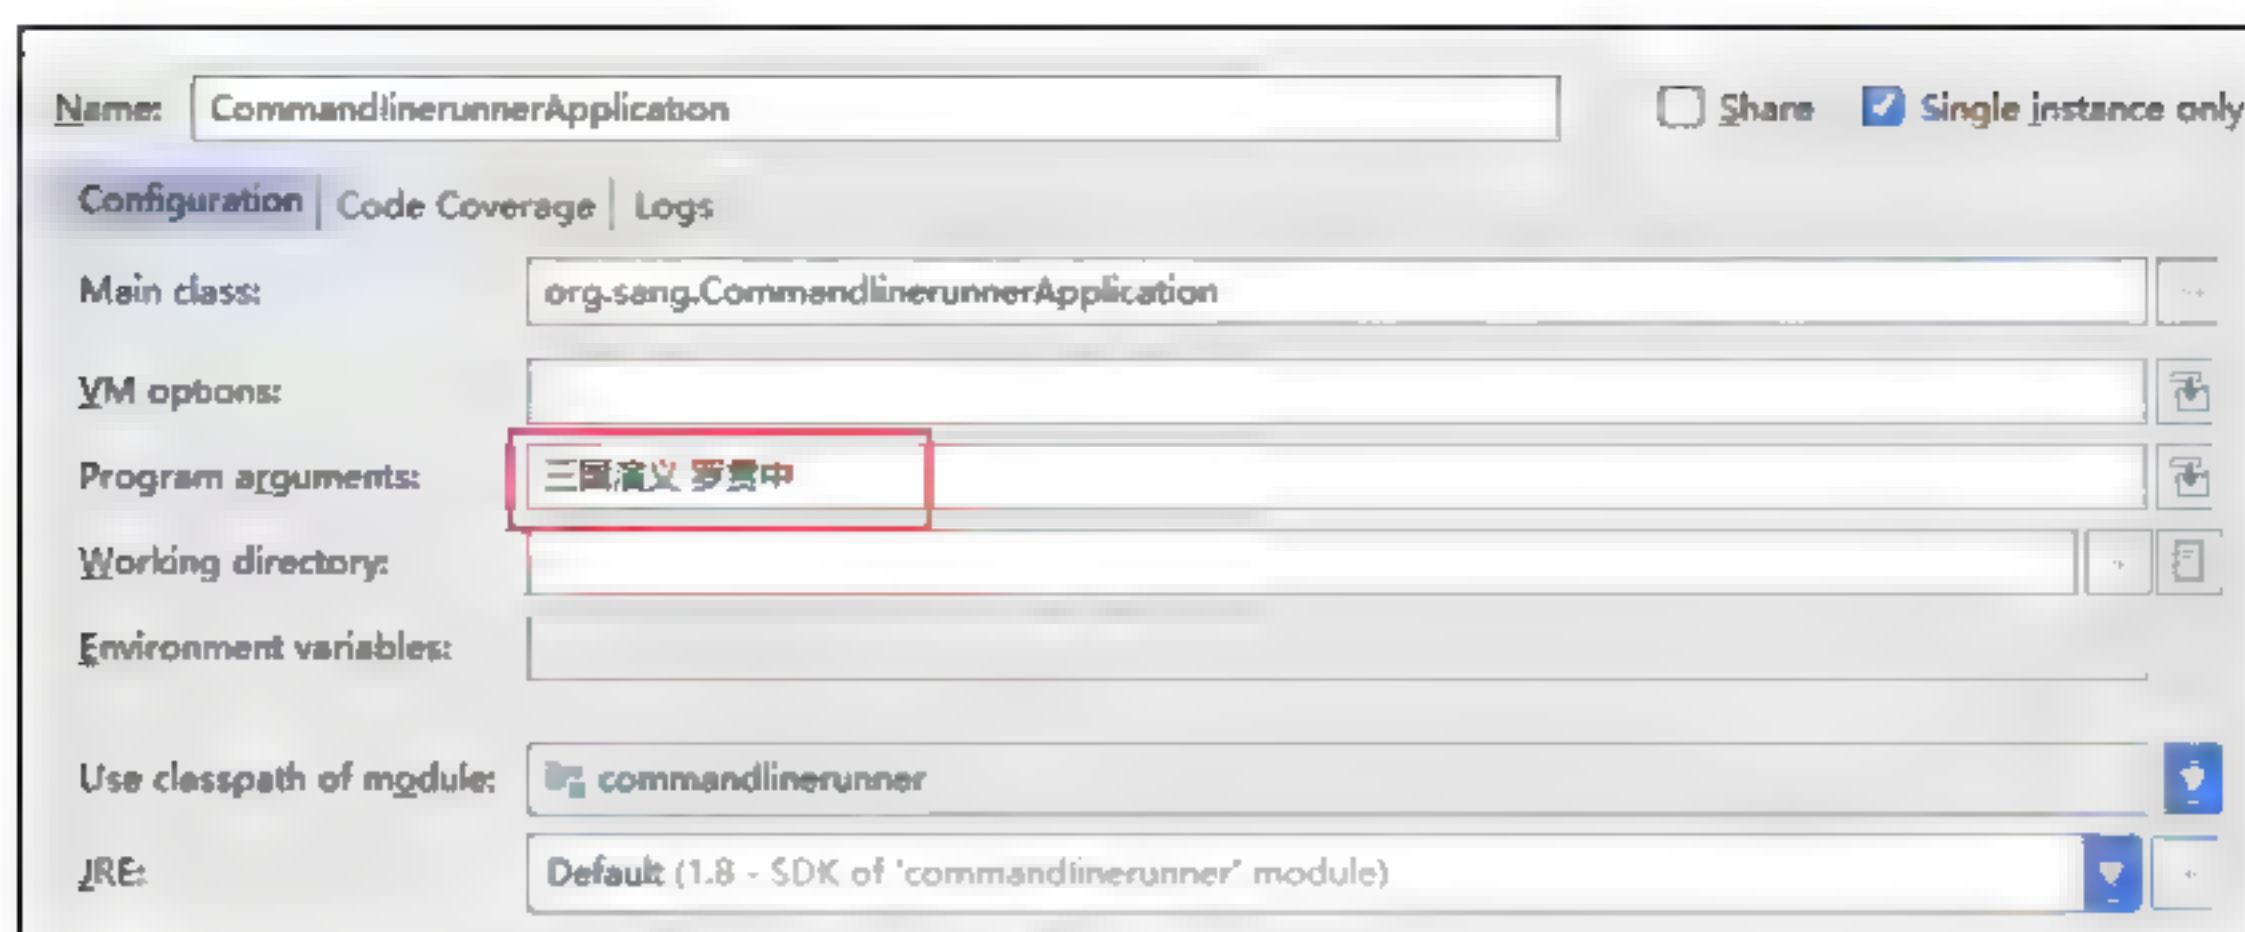 Name: CommandlinerunnerApplication Share Single instance only
Configuration Code Coverage Logs
Main class: org.sang.CommandlinerunnerApplication
VM options:
Program arguments: 三国演义 罗贯中
Working directory:
Environment variables:
Use classpath of module: commandlinerunner
JRE: Default (1.8 - SDK of 'commandlinerunner' module)